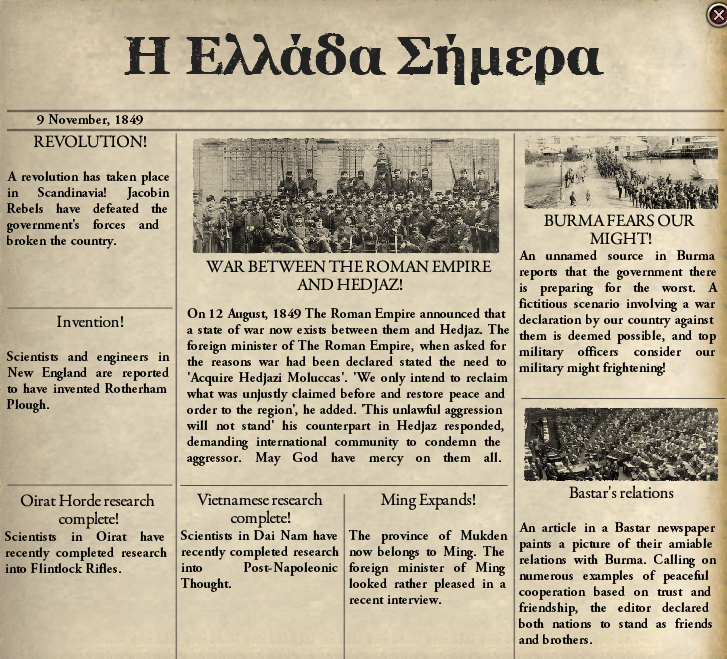 Η Ελλάδα Σήμερα
9 November, 1849
REVOLUTION!
A revolution has taken place
in Scandinavia! Jacobin
Rebels have defeated the
government's forces and
broken the country.
Invention!
Scientists and engineers in
New England are reported
to have invented Rotherham
Plough.
Oirat Horde research
complete!
Scientists in Oirat have
recently completed research
into Flintlock Rifles.
WAR BETWEEN THE ROMAN EMPIRE
AND HEDJAZ!
On 12 August, 1849 The Roman Empire announced that
a state of war now exists between them and Hedjaz. The
foreign minister of The Roman Empire, when asked for
the reasons war had been declared stated the need to
'Acquire Hedjazi Moluccas'. 'We only intend to reclaim
what was unjustly claimed before and restore peace and
order to the region', he added. 'This unlawful aggression
will not stand' his counterpart in Hedjaz responded,
demanding international community to condemn the
aggressor. May God have mercy on them all.
Vietnamese research
complete!
Scientists in Dai Nam have
recently completed research
into Post-Napoleonic
Thought.
Ming Expands!
The province of Mukden
now belongs to Ming. The
foreign minister of Ming
looked rather pleased in a
recent interview.
BURMA FEARS OUR
MIGHT!
An unnamed source in Burma
reports that the government there
is preparing for the worst. A
fictitious scenario involving a war
declaration by our country against
them is deemed possible, and top
military officers consider our
military might frightening!
Bastar's relations
An article in a Bastar newspaper
paints a picture of their amiable
relations with Burma. Calling on
numerous examples of peaceful
cooperation based on trust and
friendship, the editor declared
both nations to stand as friends
and brothers.